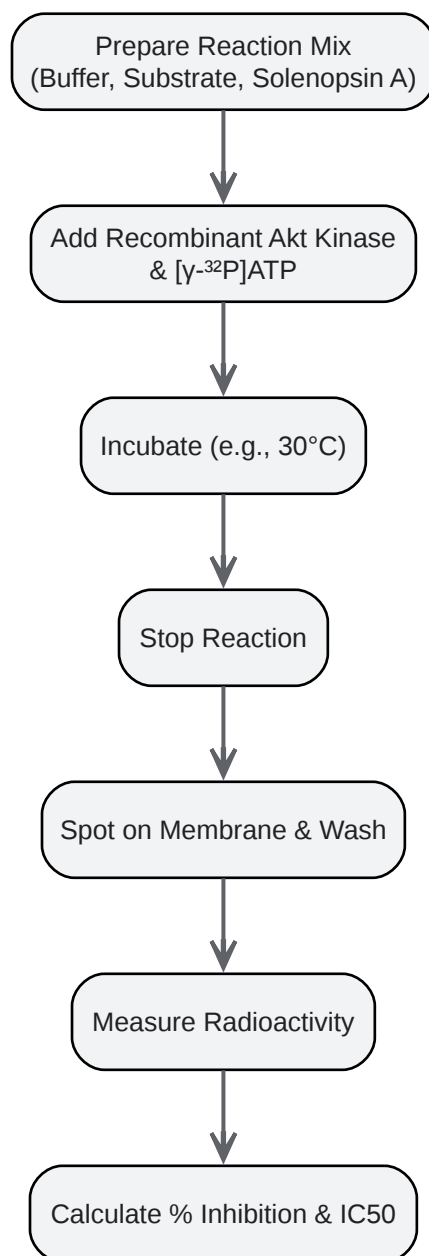 Prepare Reaction Mix
(Buffer, Substrate, Solenopsin A)
Add Recombinant Akt Kinase
& [γ-³²P]ATP
Incubate (e.g., 30°C)
Stop Reaction
Spot on Membrane & Wash
Measure Radioactivity
Calculate % Inhibition & IC50